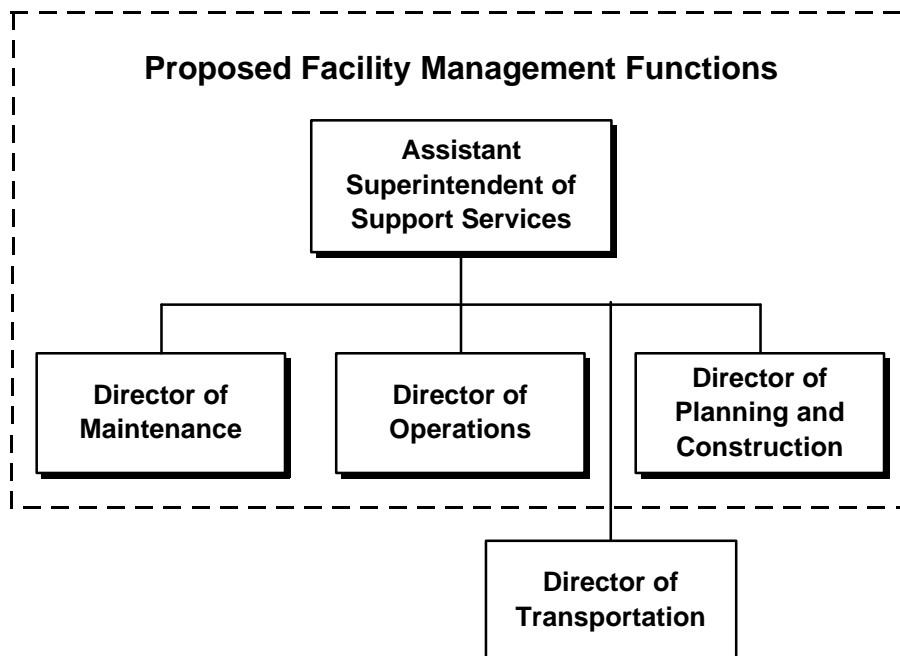 Proposed Facility Management Functions
Assistant
Superintendent of
Support Services
Director of
Maintenance
Director of
Operations
Director of
Planning and
Construction
Director of
Transportation